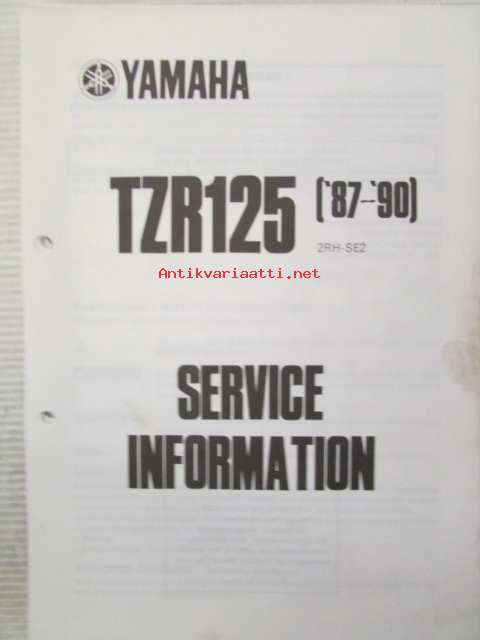 YAMAHA
TZR125 ('87-'90)
2RH-SE2
Antikvariaatti.net
SERVICE
INFORMATION